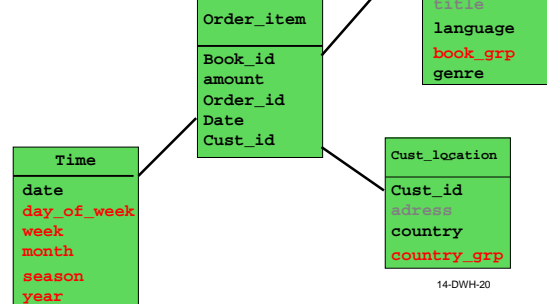 title
language
book_grp
genre
Order_item
Book_id
amount
Order_id
Date
Cust_id
Time
date
day_of_week
week
month
season
year
Cust_location
Cust_id
adress
country
country_grp
14-DWH-20